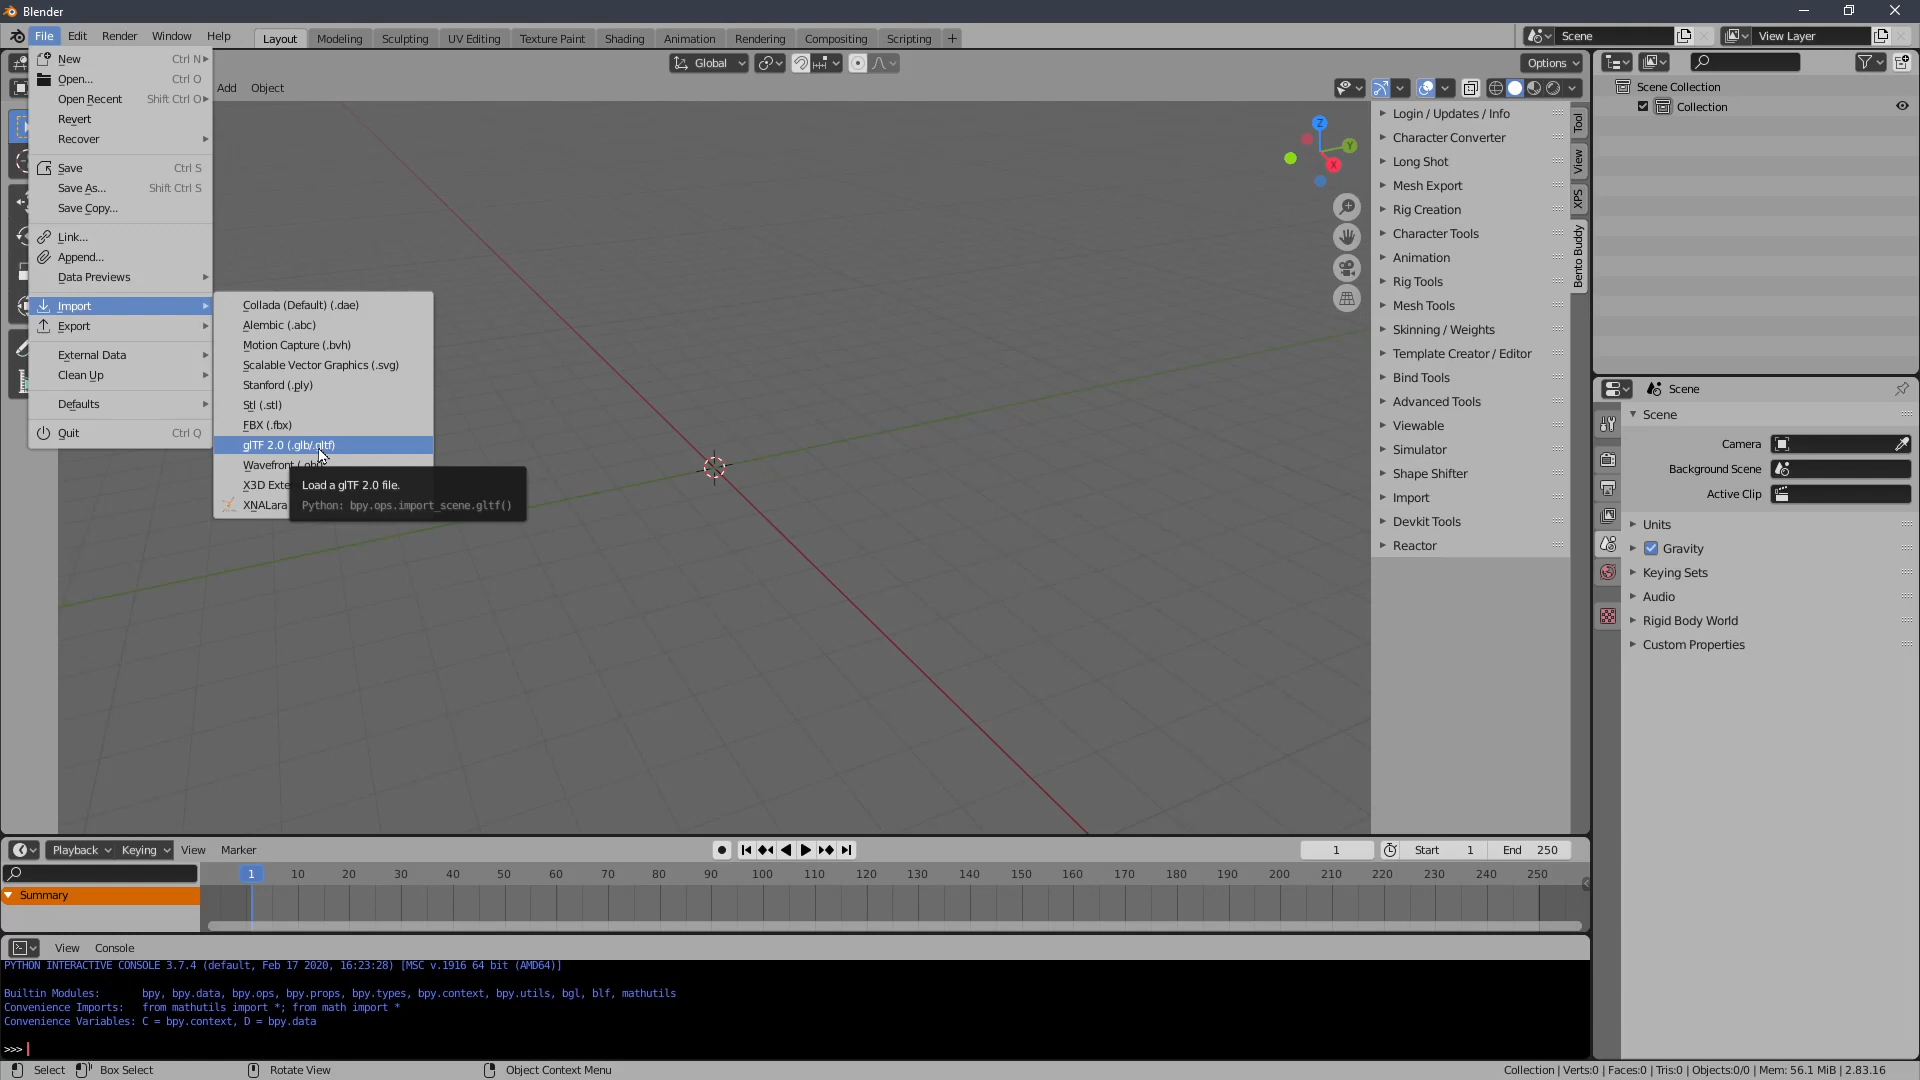 Blender
File Edit Render Window Help
Layout Modeling Sculpting UV Editing Texture Paint Shading Animation Rendering Compositing Scripting +
Scene
View Layer
New Ctrl N
Open... Ctrl O
Open Recent Shift Ctrl O
Revert
Recover
Save Ctrl S
Save As... Shift Ctrl S
Save Copy...
Link...
Append...
Data Previews
Import
Export
External Data
Clean Up
Defaults
Quit Ctrl Q
Collada (Default) (.dae)
Alembic (.abc)
Motion Capture (.bvh)
Scalable Vector Graphics (.svg)
Stanford (.ply)
Stl (.stl)
FBX (.fbx)
glTF 2.0 (.glb/.gltf)
Wavefront (.obj)
X3D Exte
XNALara
Load a glTF 2.0 file.
Python: bpy.ops.import_scene.gltf()
Global
Options
Add Object
Z
Y
X
Login / Updates / Info
Character Converter
Long Shot
Mesh Export
Rig Creation
Character Tools
Animation
Rig Tools
Mesh Tools
Skinning / Weights
Template Creator / Editor
Bind Tools
Advanced Tools
Viewable
Simulator
Shape Shifter
Import
Devkit Tools
Reactor
Tool
View
XPS
Bento Buddy
Scene Collection
Collection
Scene
Scene
Camera
Background Scene
Active Clip
Units
Gravity
Keying Sets
Audio
Rigid Body World
Custom Properties
Playback Keying View Marker
1 Start 1 End 250
1 10 20 30 40 50 60 70 80 90 100 110 120 130 140 150 160 170 180 190 200 210 220 230 240 250
Summary
View Console
PYTHON INTERACTIVE CONSOLE 3.7.4 (default, Feb 17 2020, 16:23:28) [MSC v.1916 64 bit (AMD64)]
Builtin Modules: bpy, bpy.data, bpy.ops, bpy.props, bpy.types, bpy.context, bpy.utils, bgl, blf, mathutils
Convenience Imports: from mathutils import *; from math import *
Convenience Variables: C = bpy.context, D = bpy.data
>>>
Select Box Select Rotate View Object Context Menu
Collection | Verts:0 | Faces:0 | Tris:0 | Objects:0/0 | Mem: 56.1 MiB | 2.83.16